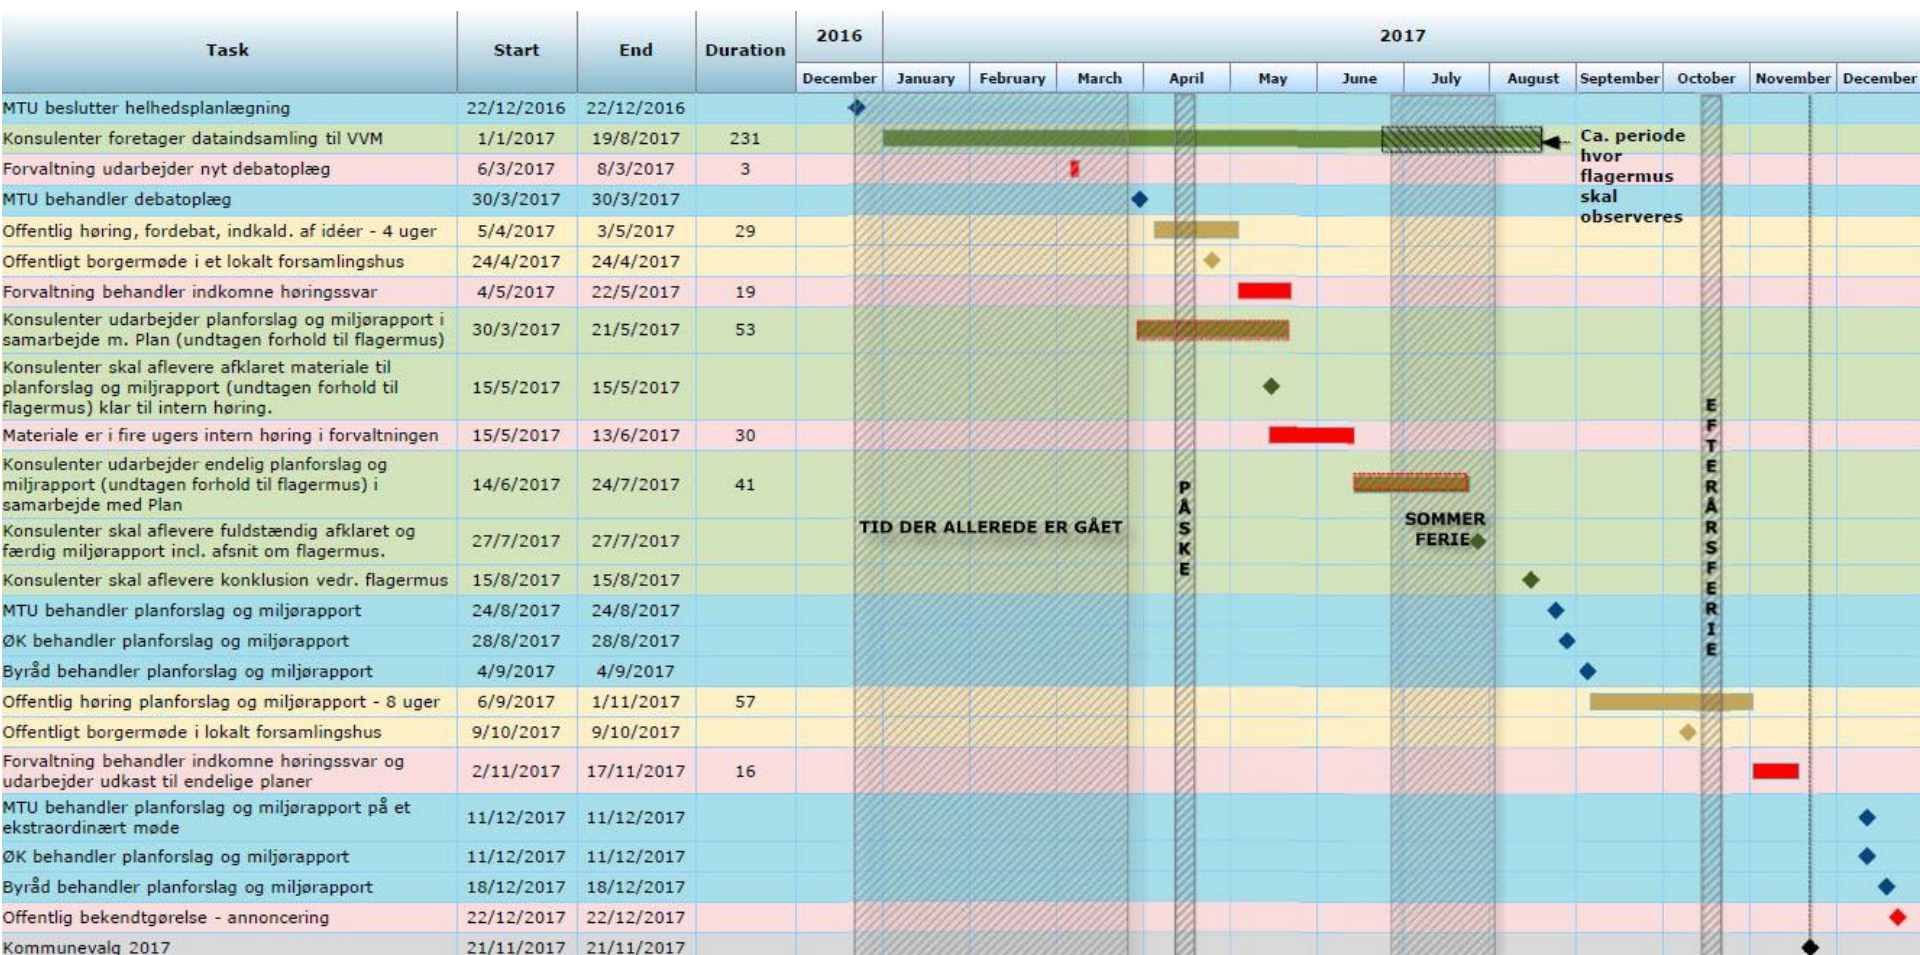 Task Start End Duration 2016 2017
December January February March April May June July August September October November December
MTU beslutter helhedsplanlægning 22/12/2016 22/12/2016
Konsulenter foretager dataindsamling til VVM 1/1/2017 19/8/2017 231
Ca. periode
hvor
flagermus
skal
observeres
Forvaltning udarbejder nyt debatoplæg 6/3/2017 8/3/2017 3
MTU behandler debatoplæg 30/3/2017 30/3/2017
Offentlig høring, fordebat, indkald. af idéer - 4 uger 5/4/2017 3/5/2017 29
Offentligt borgermøde i et lokalt forsamlingshus 24/4/2017 24/4/2017
Forvaltning behandler indkomne høringssvar 4/5/2017 22/5/2017 19
Konsulenter udarbejder planforslag og miljørapport i
samarbejde m. Plan (undtagen forhold til flagermus) 30/3/2017 21/5/2017 53
Konsulenter skal aflevere afklaret materiale til
planforslag og miljrapport (undtagen forhold til
flagermus) klar til intern høring. 15/5/2017 15/5/2017
Materiale er i fire ugers intern høring i forvaltningen 15/5/2017 13/6/2017 30
Konsulenter udarbejder endelig planforslag og
miljrapport (undtagen forhold til flagermus) i
samarbejde med Plan 14/6/2017 24/7/2017 41
Konsulenter skal aflevere fuldstændig afklaret og
færdig miljørapport incl. afsnit om flagermus. 27/7/2017 27/7/2017
TID DER ALLEREDE ER GÅET
PÅSKE
SOMMER
FERIE
EFTERÅRSFERIE
Konsulenter skal aflevere konklusion vedr. flagermus 15/8/2017 15/8/2017
MTU behandler planforslag og miljørapport 24/8/2017 24/8/2017
ØK behandler planforslag og miljørapport 28/8/2017 28/8/2017
Byråd behandler planforslag og miljørapport 4/9/2017 4/9/2017
Offentlig høring planforslag og miljørapport - 8 uger 6/9/2017 1/11/2017 57
Offentligt borgermøde i lokalt forsamlingshus 9/10/2017 9/10/2017
Forvaltning behandler indkomne høringssvar og
udarbejder udkast til endelige planer 2/11/2017 17/11/2017 16
MTU behandler planforslag og miljørapport på et
ekstraordinært møde 11/12/2017 11/12/2017
ØK behandler planforslag og miljørapport 11/12/2017 11/12/2017
Byråd behandler planforslag og miljørapport 18/12/2017 18/12/2017
Offentlig bekendtgørelse - annoncering 22/12/2017 22/12/2017
Kommunevalg 2017 21/11/2017 21/11/2017